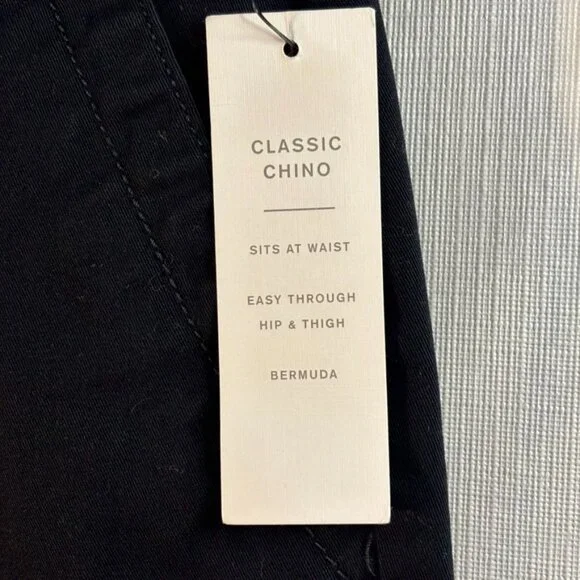 CLASSIC
CHINO
SITS AT WAIST
EASY THROUGH
HIP & THIGH
BERMUDA